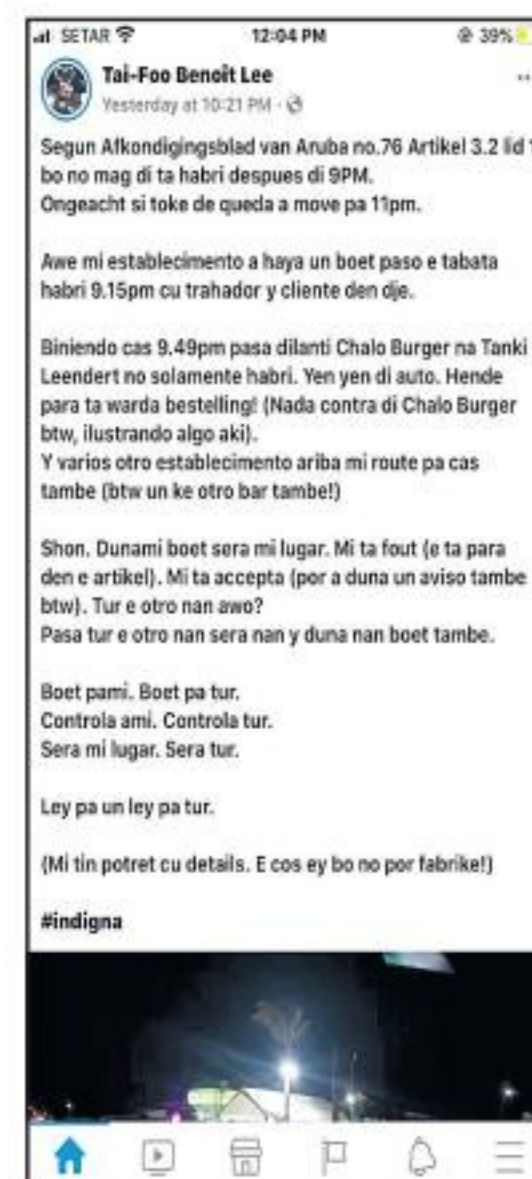 SETAR 12:04 PM @ 39%
Tai-Foo Benoit Lee
Yesterday at 10:21 PM ·
Segun Afkondigingsblad van Aruba no.76 Artikel 3.2 lid 1
bo no mag di ta habri despues di 9PM.
Ongeacht si toke de queda a move pa 11pm.
Awe mi establecimento a haya un boet paso e tabata
habri 9.15pm cu trahador y cliente den dje.
Biniendo cas 9.49pm pasa dilanti Chalo Burger na Tanki
Leendert no solamente habri. Yen yen di auto. Hende
para ta warda bestelling! (Nada contra di Chalo Burger
btw, ilustrando algo aki).
Y varios otro establecimento ariba mi route pa cas
tambe (btw un ke otro bar tambe!)
Shon. Dunami boet sera mi lugar. Mi ta fout (e ta para
den e artikel). Mi ta accepta (por a duna un aviso tambe
btw). Tur e otro nan awo?
Pasa tur e otro nan sera nan y duna nan boet tambe.
Boet pami. Boet pa tur.
Controla ami. Controla tur.
Sera mi lugar. Sera tur.
Ley pa un ley pa tur.
(Mi tin potret cu details. E cos ey bo no por fabrike!)
#indigna